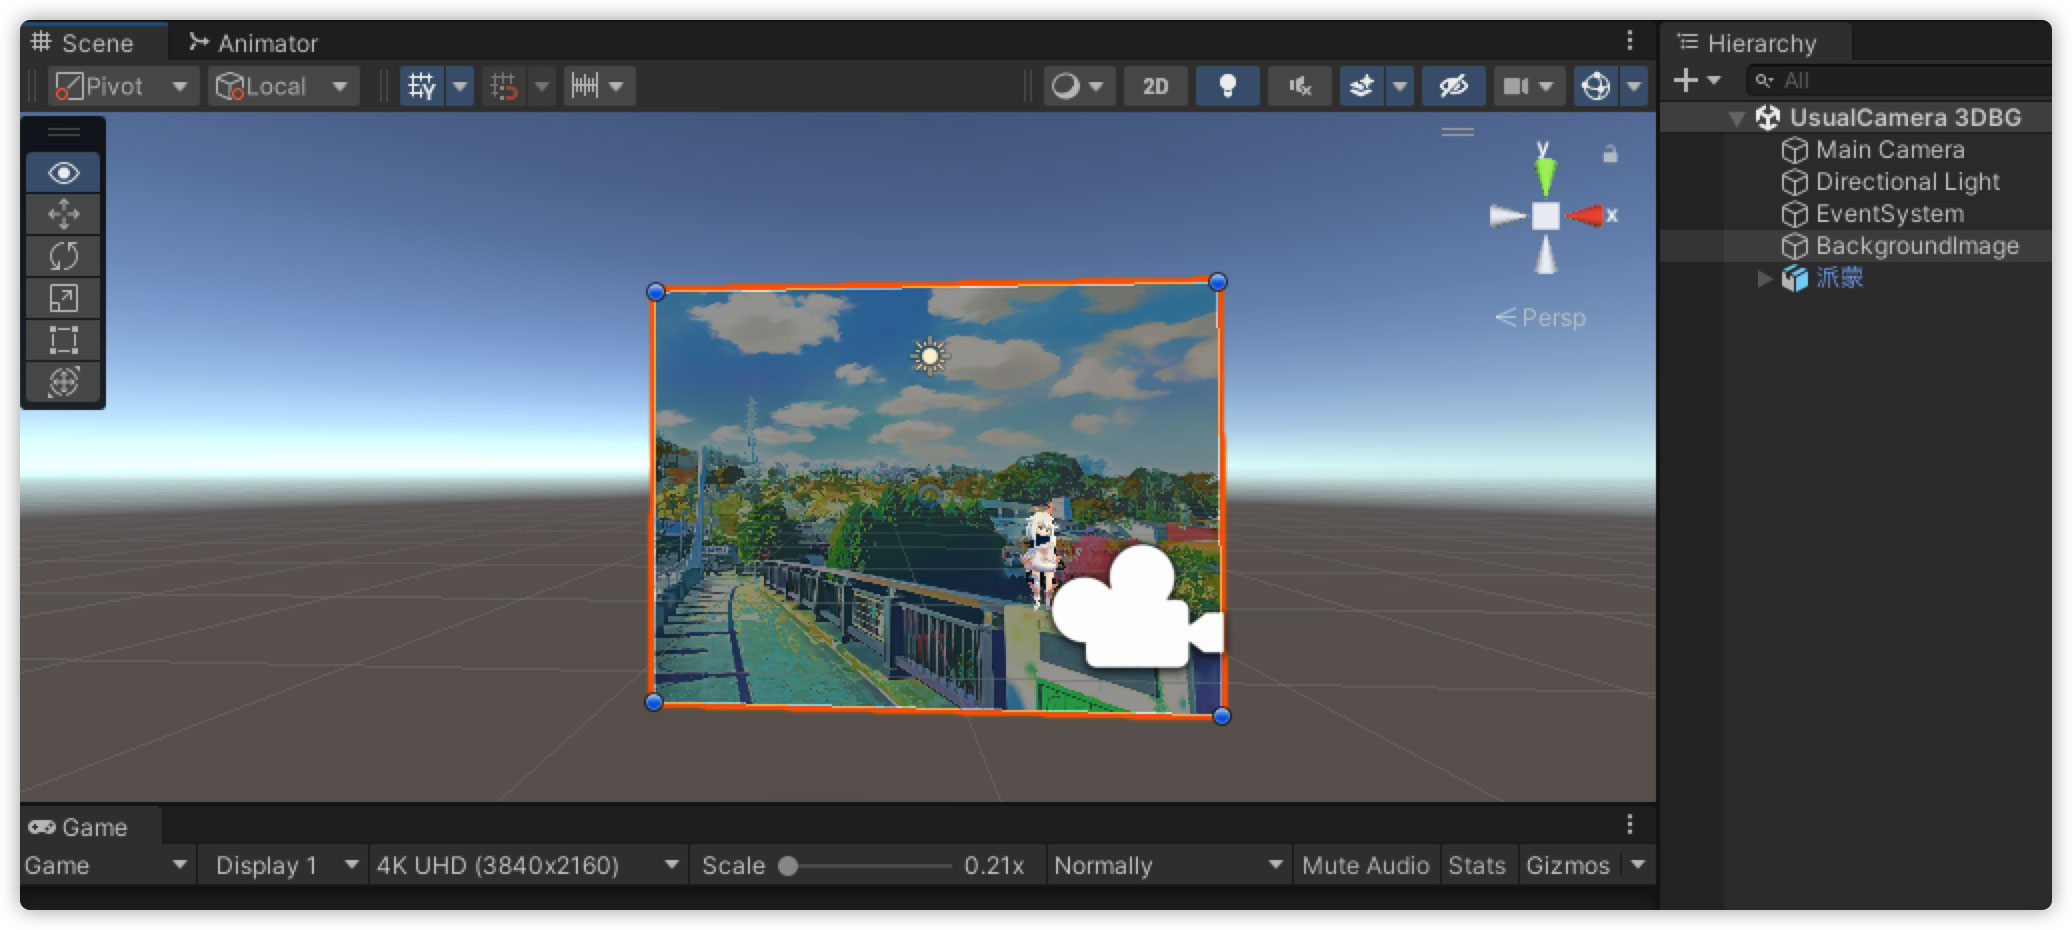 Scene
Animator
Hierarchy
Pivot
Local
2D
All
UsualCamera 3DBG
Main Camera
Directional Light
EventSystem
BackgroundImage
派蒙
y
x
< Persp
Game
Game
Display 1
4K UHD (3840x2160)
Scale
0.21x
Normally
Mute Audio
Stats
Gizmos